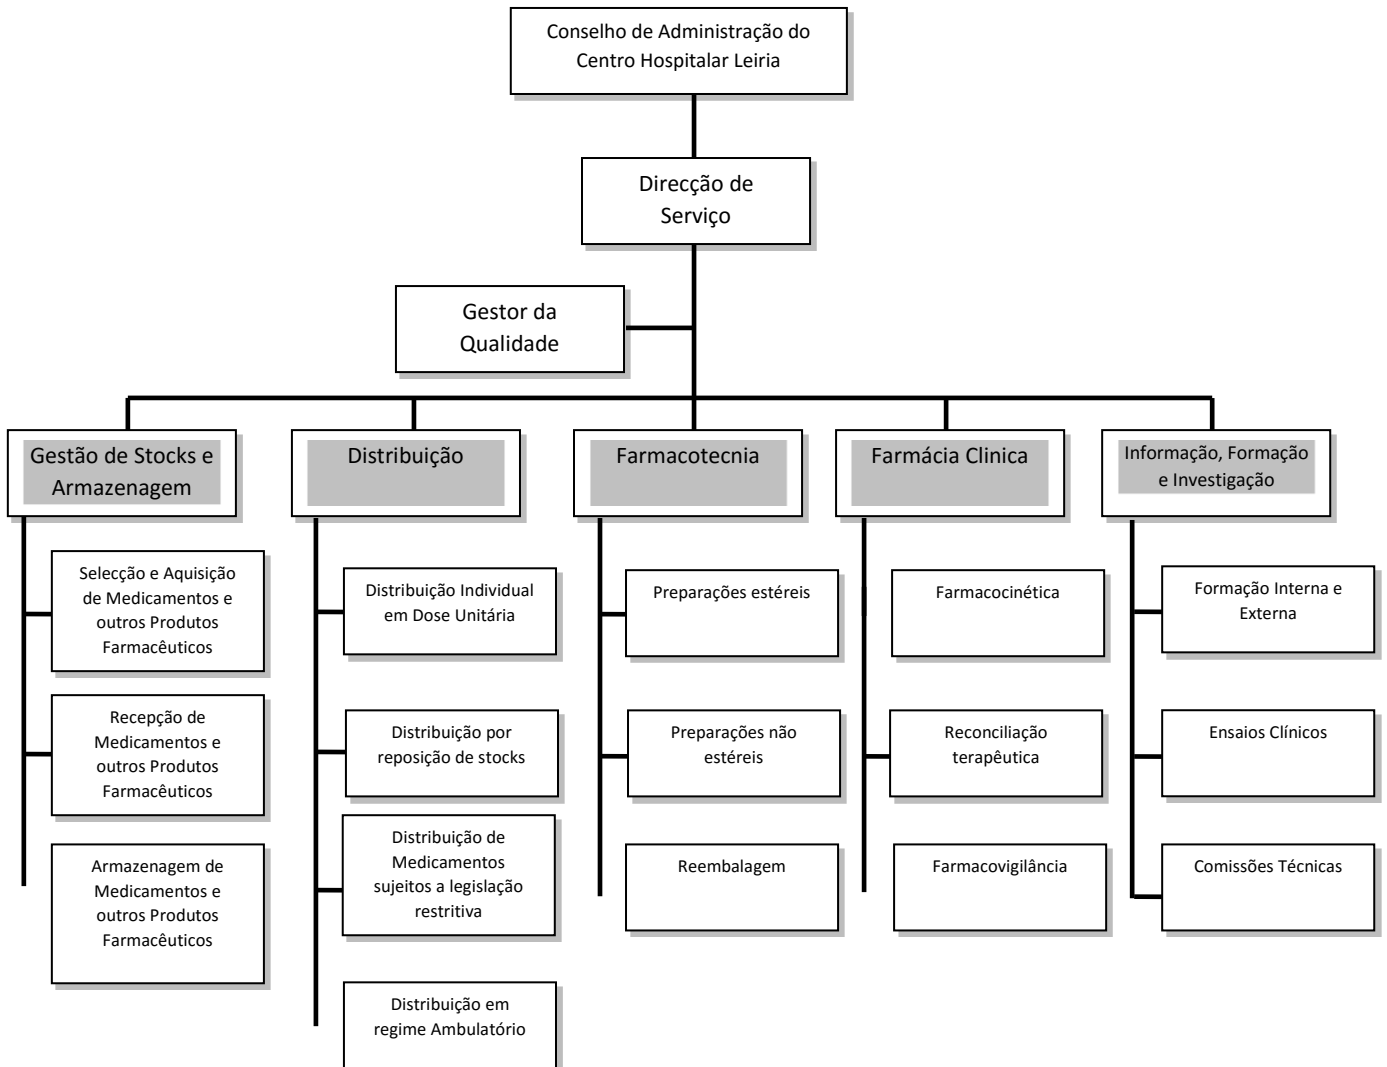 Conselho de Administração do
Centro Hospitalar Leiria
Direcção de
Serviço
Gestor da
Qualidade
Gestão de Stocks e
Armazenagem
Selecção e Aquisição
de Medicamentos e
outros Produtos
Farmacêuticos
Recepção de
Medicamentos e
outros Produtos
Farmacêuticos
Armazenagem de
Medicamentos e
outros Produtos
Farmacêuticos
Distribuição
Distribuição Individual
em Dose Unitária
Distribuição por
reposição de stocks
Distribuição de
Medicamentos
sujeitos a legislação
restritiva
Distribuição em
regime Ambulatório
Farmacotecnia
Preparações estéreis
Preparações não
estéreis
Reembalagem
Farmácia Clinica
Farmacocinética
Reconciliação
terapêutica
Farmacovigilância
Informação, Formação
e Investigação
Formação Interna e
Externa
Ensaios Clínicos
Comissões Técnicas